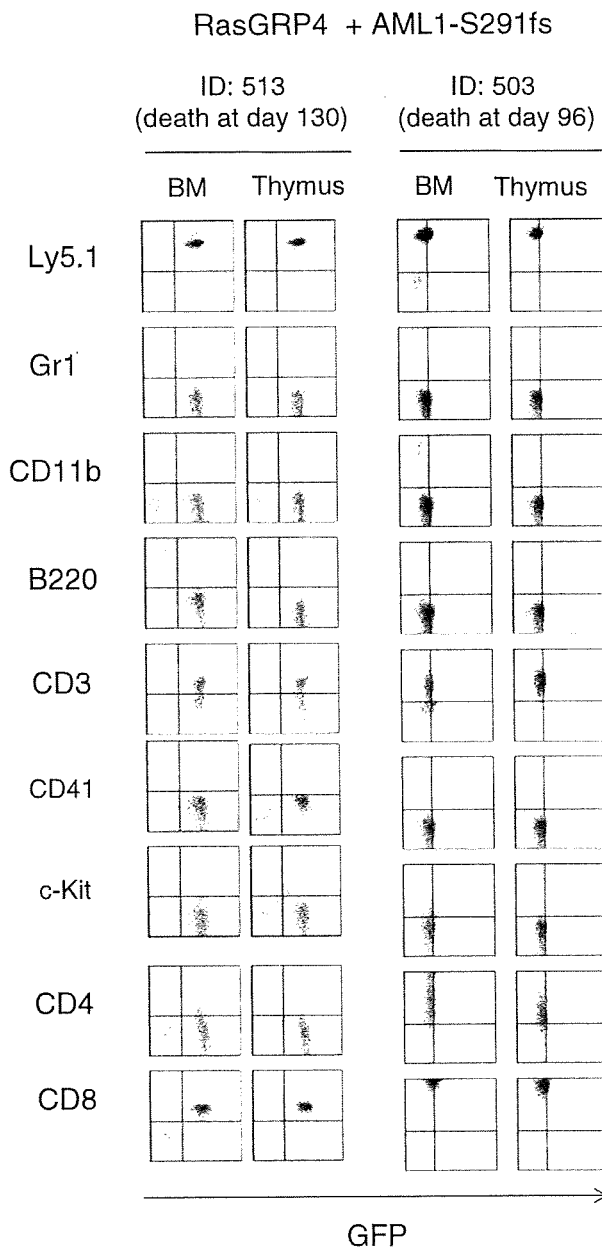 RasGRP4 + AML1-S291fs
ID: 513 ID: 503
(death at day 130) (death at day 96)
BM Thymus BM Thymus
Ly5.1
Gr1
CD11b
B220
CD3
CD41
c-Kit
CD4
CD8
GFP